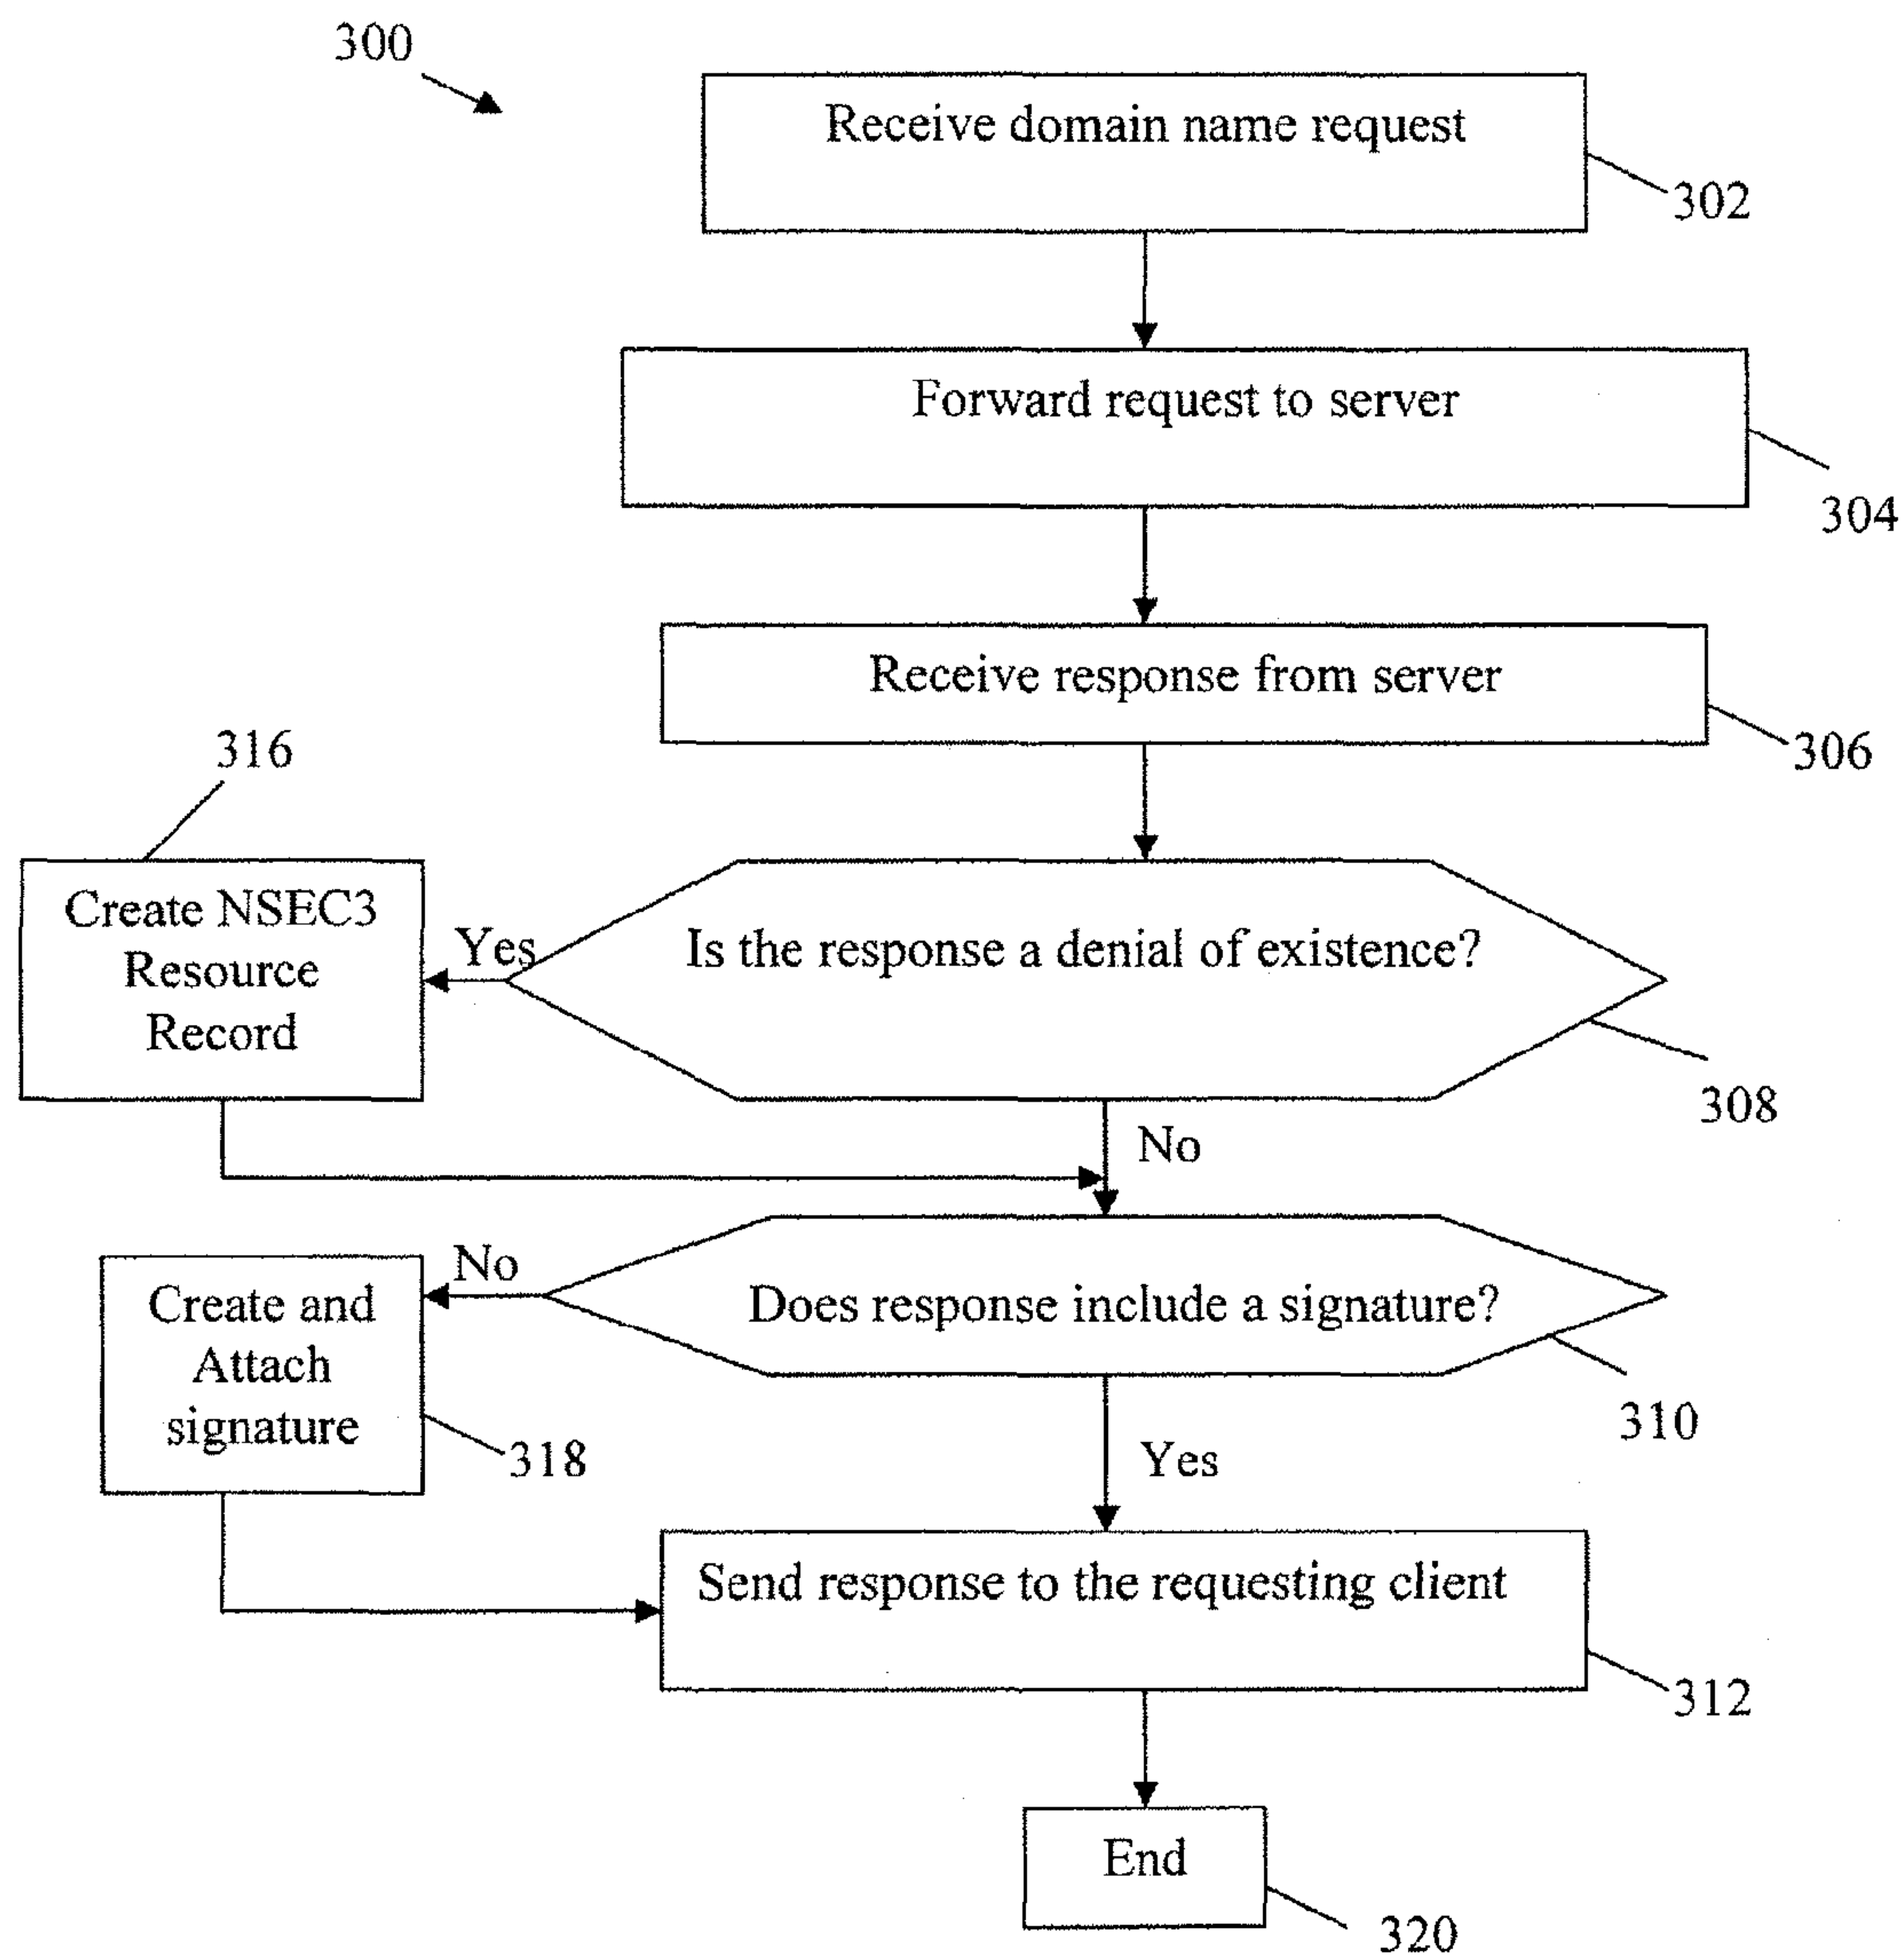 300
Receive domain name request
302
Forward request to server
304
Receive response from server
306
316
Create NSEC3
Resource
Record
Yes
Is the response a denial of existence?
308
No
No
Create and
Attach
signature
318
Does response include a signature?
310
Yes
Send response to the requesting client
312
End
320